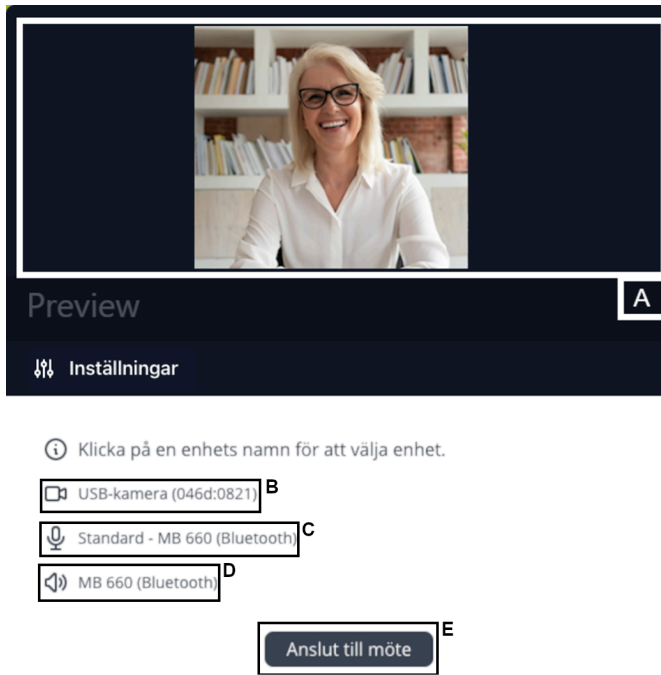 A
Preview
Inställningar
Klicka på en enhets namn för att välja enhet.
USB-kamera (046d:0821) B
Standard - MB 660 (Bluetooth) C
MB 660 (Bluetooth) D
Anslut till möte E